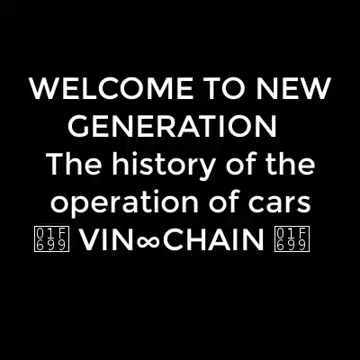 WELCOME TO NEW
GENERATION
The history of the
operation of cars
🚙 VIN∞CHAIN 🚙